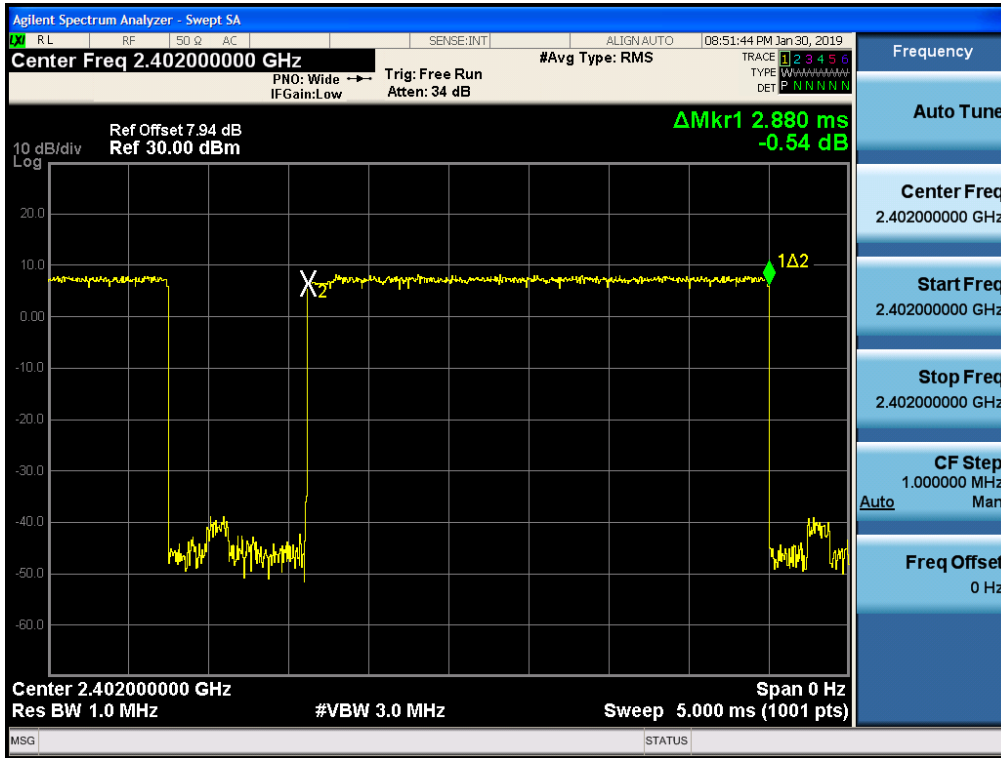 Agilent Spectrum Analyzer - Swept SA
LXI RL RF 50 Ω AC SENSE:INT ALIGN AUTO 08:51:44 PM Jan 30, 2019
Center Freq 2.402000000 GHz
PNO: Wide
IFGain:Low
Trig: Free Run
Atten: 34 dB
#Avg Type: RMS
TRACE 1 2 3 4 5 6
TYPE W
DET P N N N N N
ΔMkr1 2.880 ms
-0.54 dB
Ref Offset 7.94 dB
10 dB/div Ref 30.00 dBm
Log
20.0
10.0
0.00
-10.0
-20.0
-30.0
-40.0
-50.0
-60.0
X2
1Δ2
Center 2.402000000 GHz Span 0 Hz
Res BW 1.0 MHz #VBW 3.0 MHz Sweep 5.000 ms (1001 pts)
MSG STATUS
Frequency
Auto Tune
Center Freq
2.402000000 GHz
Start Freq
2.402000000 GHz
Stop Freq
2.402000000 GHz
CF Step
1.000000 MHz
Auto Man
Freq Offset
0 Hz